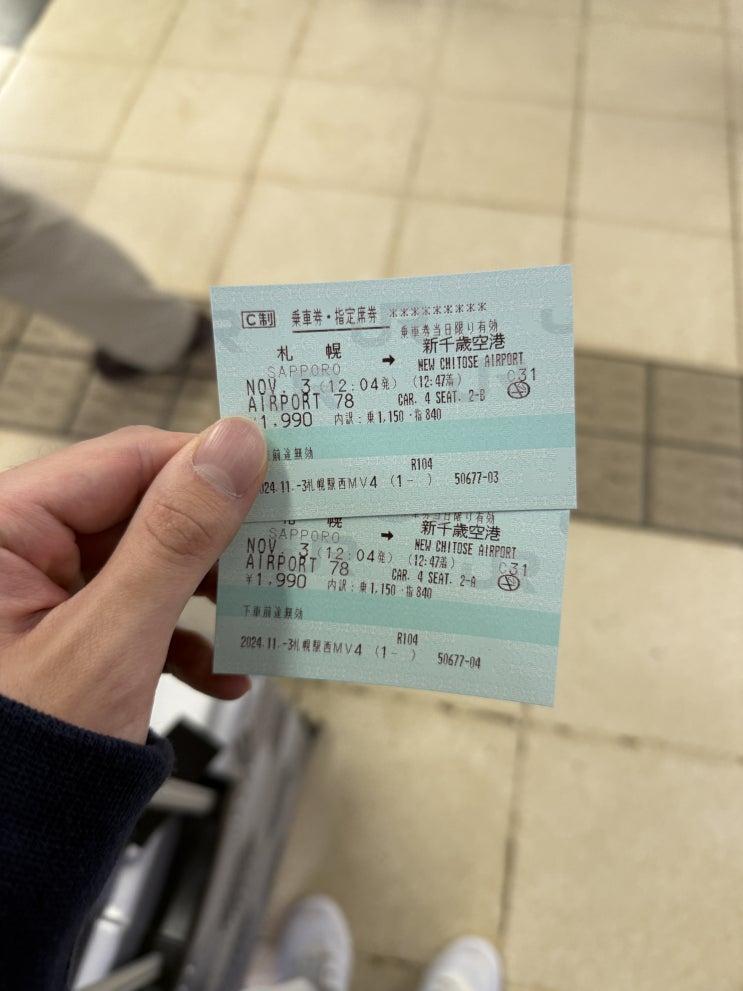 C制 乗車券・指定席券 *********
乗車券当日限り有効
札 幌 → 新千歳空港
SAPPORO NEW CHITOSE AIRPORT
NOV. 3 (12:04発) (12:47着) C31
AIRPORT 78 CAR. 4 SEAT. 2-B
1,990 内訳:乗1,150・指840
前途無効
R104
024.11.-3札幌駅西MV4 (1- ) 50677-03
幌 → 新千歳空港
SAPPORO NEW CHITOSE AIRPORT
NOV. 3 (12:04発) (12:47着) C31
AIRPORT 78 CAR. 4 SEAT. 2-A
¥1,990 内訳:乗1,150・指840
下車前途無効
R104
2024.11.-3札幌駅西MV4 (1- ) 50677-04